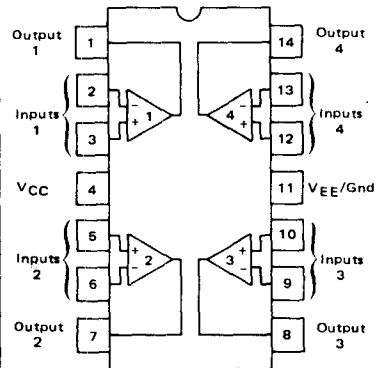 Output 1
1
14
Output 4
2
13
Inputs 1
−
+
1
4
−
+
Inputs 4
3
12
VCC
4
11
VEE/Gnd
5
10
Inputs 2
+
−
2
3
+
−
Inputs 3
6
9
Output 2
7
8
Output 3